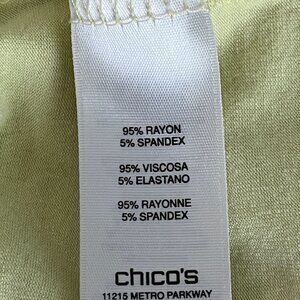 95% RAYON
5% SPANDEX
95% VISCOSA
5% ELASTANO
95% RAYONNE
5% SPANDEX
chico's
11215 METRO PARKWAY